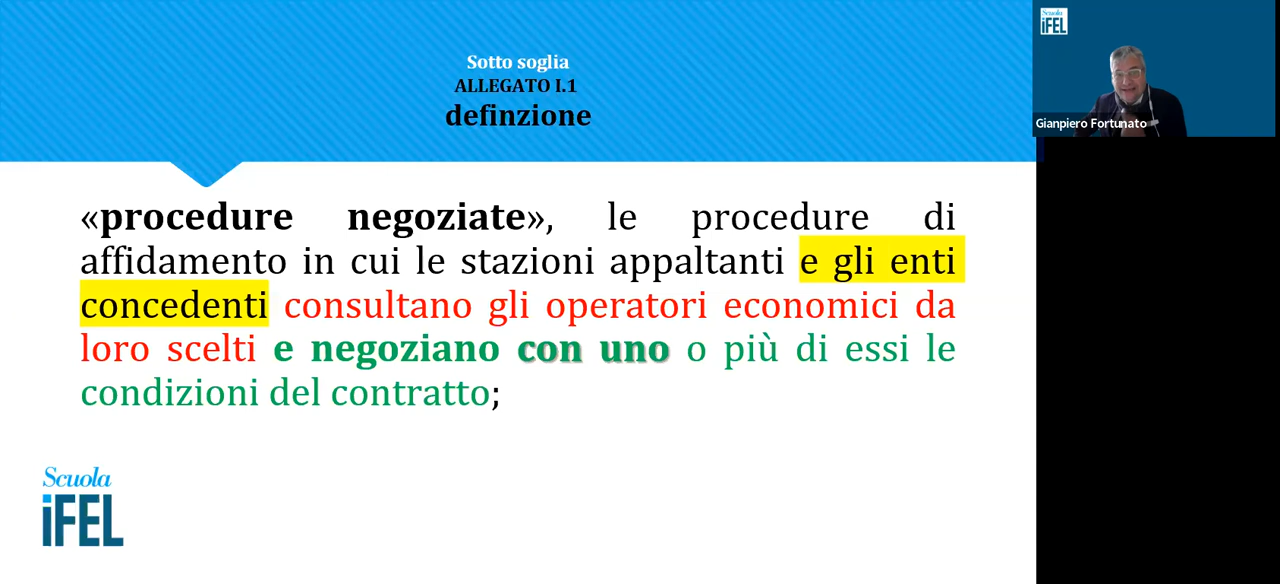 Sotto soglia
ALLEGATO I.1
definzione
«procedure negoziate», le procedure di
affidamento in cui le stazioni appaltanti e gli enti
concedenti consultano gli operatori economici da
loro scelti e negoziano con uno o più di essi le
condizioni del contratto;
Scuola
iFEL
Scuola
iFEL
Gianpiero Fortunato